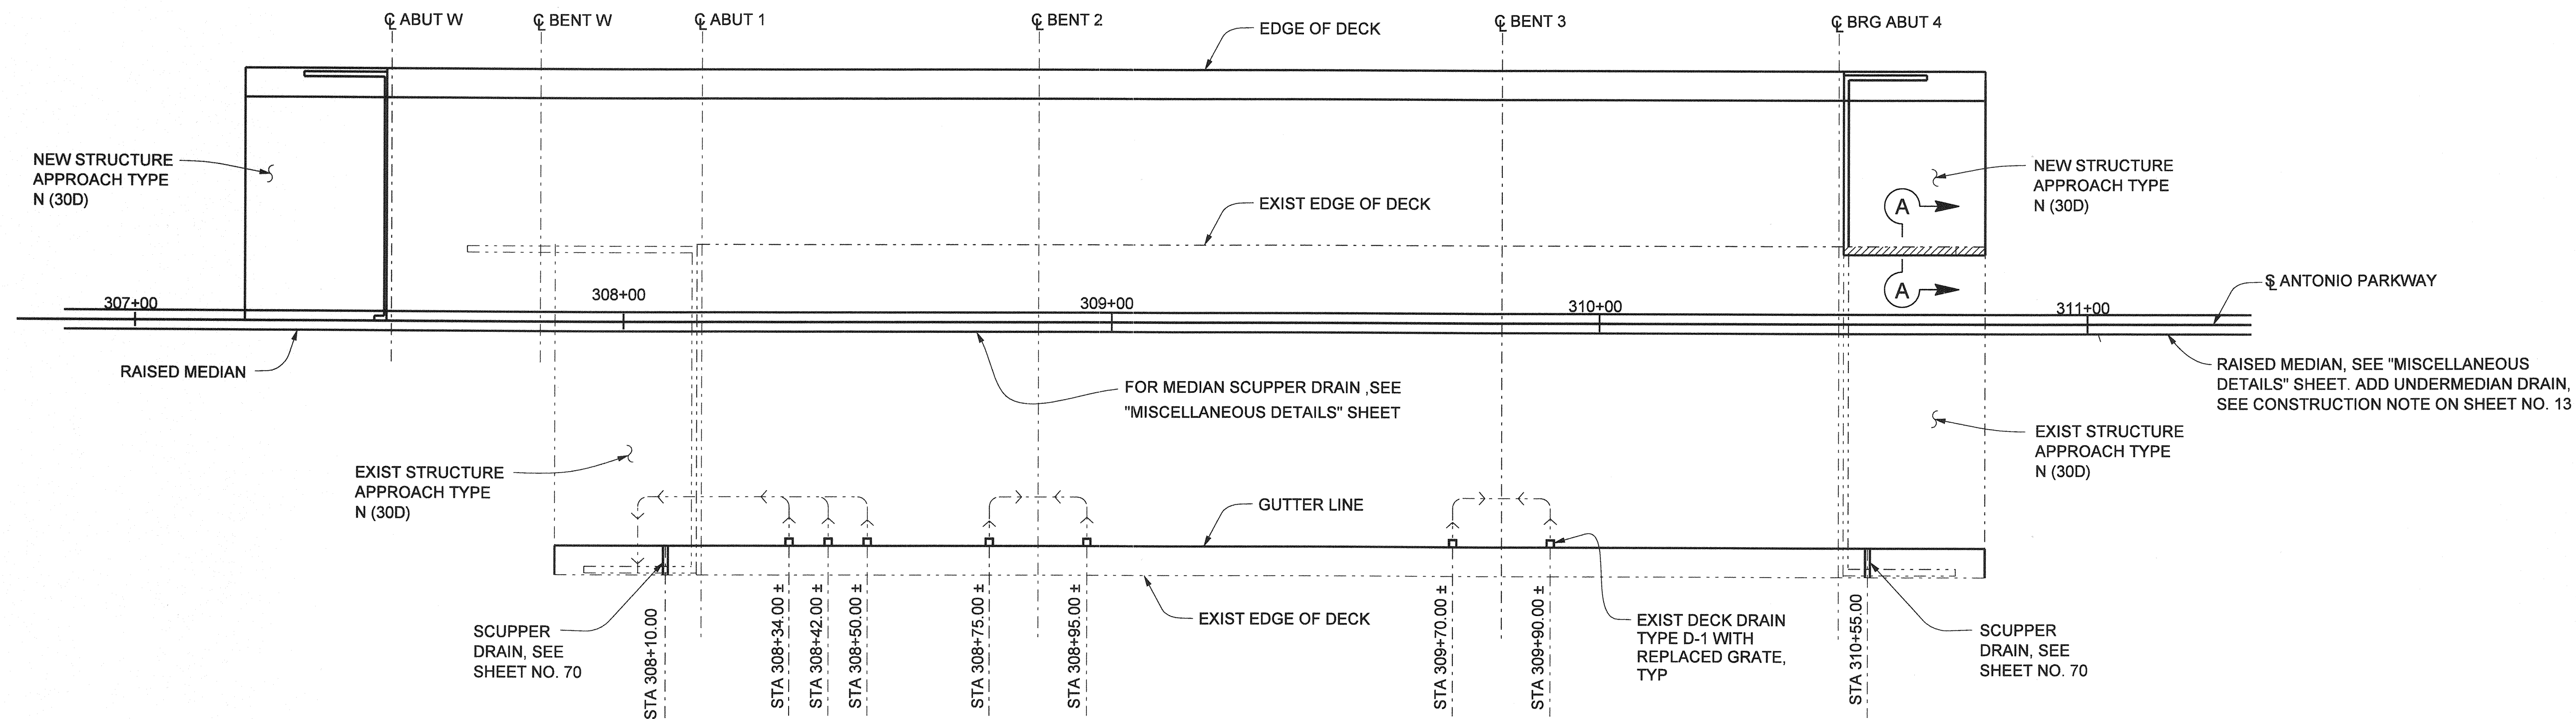 ℄ ABUT W
℄ BENT W
℄ ABUT 1
℄ BENT 2
℄ BENT 3
℄ BRG ABUT 4
EDGE OF DECK
NEW STRUCTURE
APPROACH TYPE
N (30D)
NEW STRUCTURE
APPROACH TYPE
N (30D)
EXIST EDGE OF DECK
A
A
℄ ANTONIO PARKWAY
307+00
308+00
309+00
310+00
311+00
RAISED MEDIAN
FOR MEDIAN SCUPPER DRAIN ,SEE
"MISCELLANEOUS DETAILS" SHEET
RAISED MEDIAN, SEE "MISCELLANEOUS
DETAILS" SHEET. ADD UNDERMEDIAN DRAIN,
SEE CONSTRUCTION NOTE ON SHEET NO. 13
EXIST STRUCTURE
APPROACH TYPE
N (30D)
EXIST STRUCTURE
APPROACH TYPE
N (30D)
GUTTER LINE
EXIST EDGE OF DECK
SCUPPER
DRAIN, SEE
SHEET NO. 70
STA 308+10.00
STA 308+34.00 ±
STA 308+42.00 ±
STA 308+50.00 ±
STA 308+75.00 ±
STA 308+95.00 ±
STA 309+70.00 ±
STA 309+90.00 ±
EXIST DECK DRAIN
TYPE D-1 WITH
REPLACED GRATE,
TYP
STA 310+55.00
SCUPPER
DRAIN, SEE
SHEET NO. 70